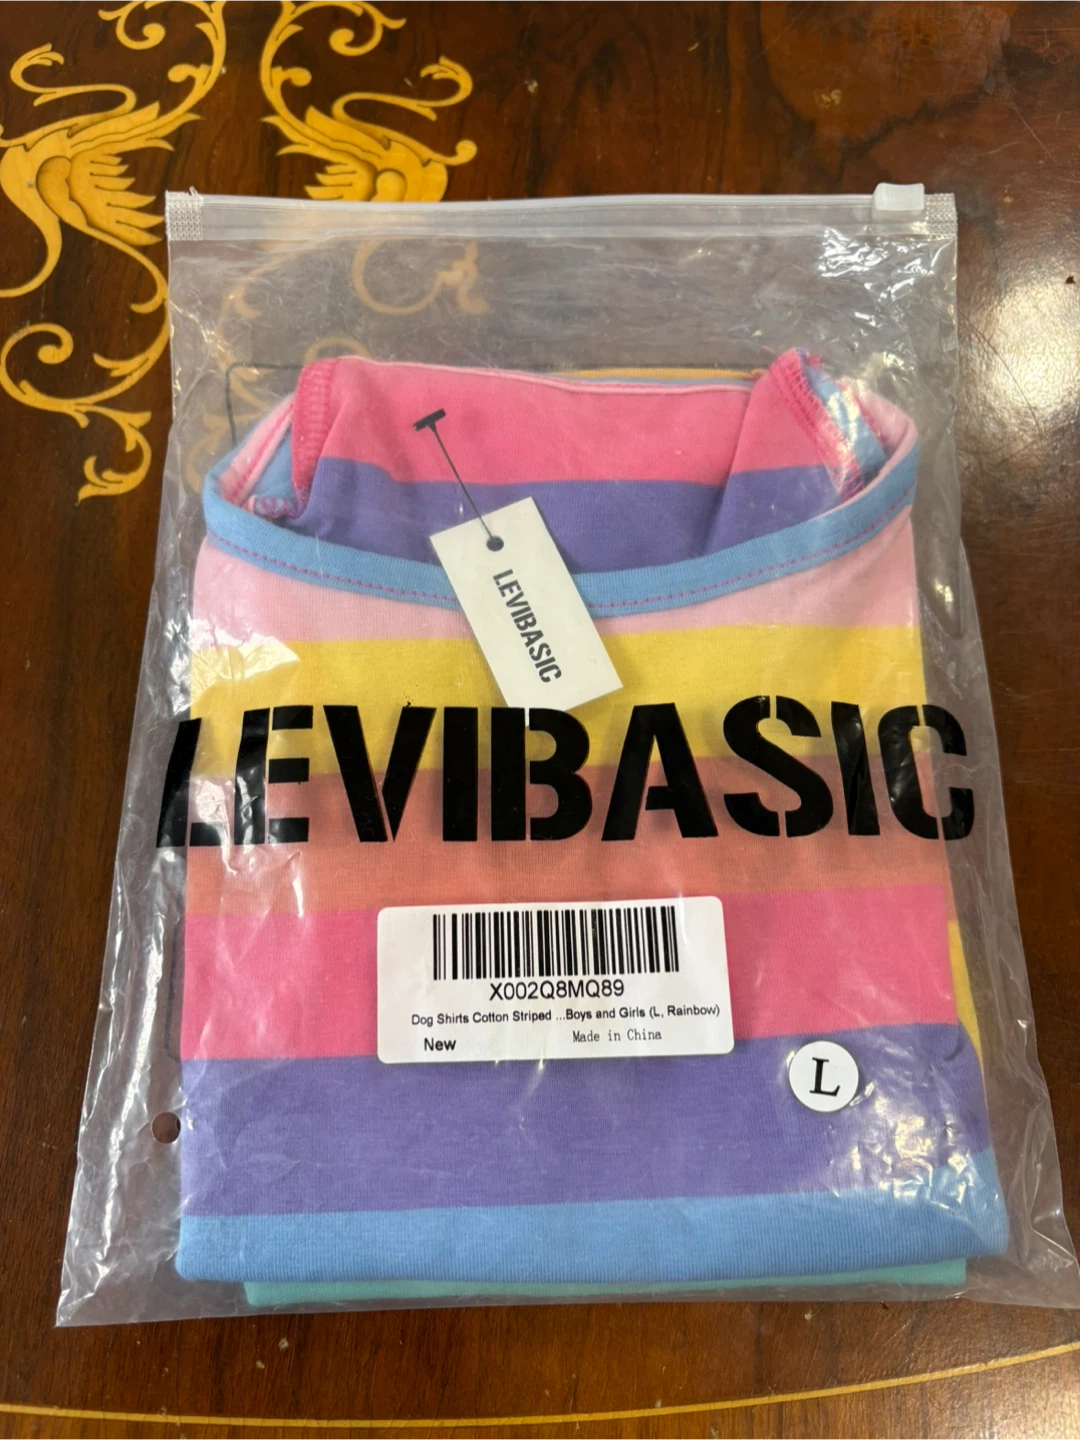 LEVIBASIC
LEVIBASIC
X002Q8MQ89
Dog Shirts Cotton Striped ...Boys and Girls (L, Rainbow)
New
Made in China
L